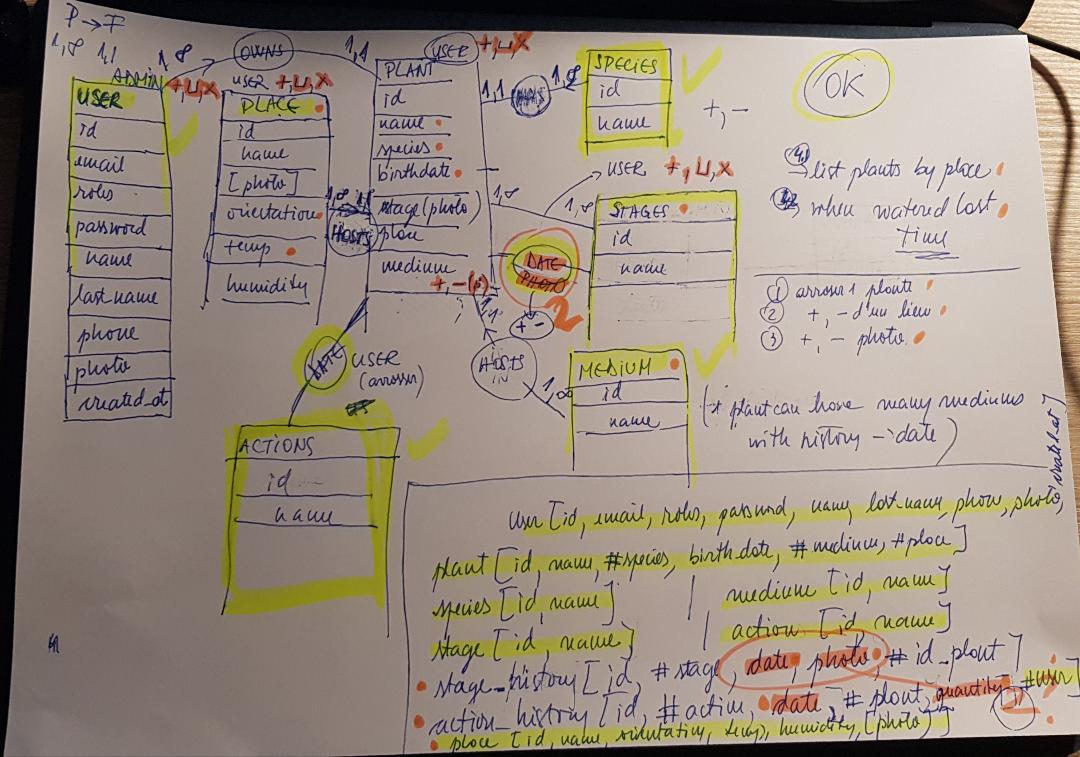 P → F
1,∞ 1,1
1,∞
OWNS
1,1
ADMIN +,U,X
USER
id
email
roles
password
name
last name
phone
photo
created_at
USER +,U,X
PLACE
id
name
[photo]
orientation
temp
humidity
USER +,U,X
PLANT
id
name
species
birthdate
stage (photo)
place
medium
+, -(p)
1,∞ 1,1
HOSTS
1,1
1,∞
SPECIES
id
name
+, -
OK
USER +, U, X
1,∞
1,∞
STAGES
id
name
DATE
PHOTO
+ -
2
1,1
HOSTS
IN
1,∞
MEDIUM
id
name
DATE
USER
(arroser)
ACTIONS
id
name
4) list plants by place
when watered last
time
1 arroser 1 plante
2 +, - d'un lieu
3 +, - photo
(* plant can have many mediums
with history → date)
user [id, email, roles, password, name, last-name, phone, photo,
created_at]
plant [id, name, #species, birthdate, #medium, #place]
species [id, name]
medium [id, name]
stage [id, name]
action [id, name]
stage_history [id, #stage, date, photo, #id_plant]
action_history [id, #action, date, #plant, quantity, #user]
place [id, name, orientation, temp, humidity, [photo]]